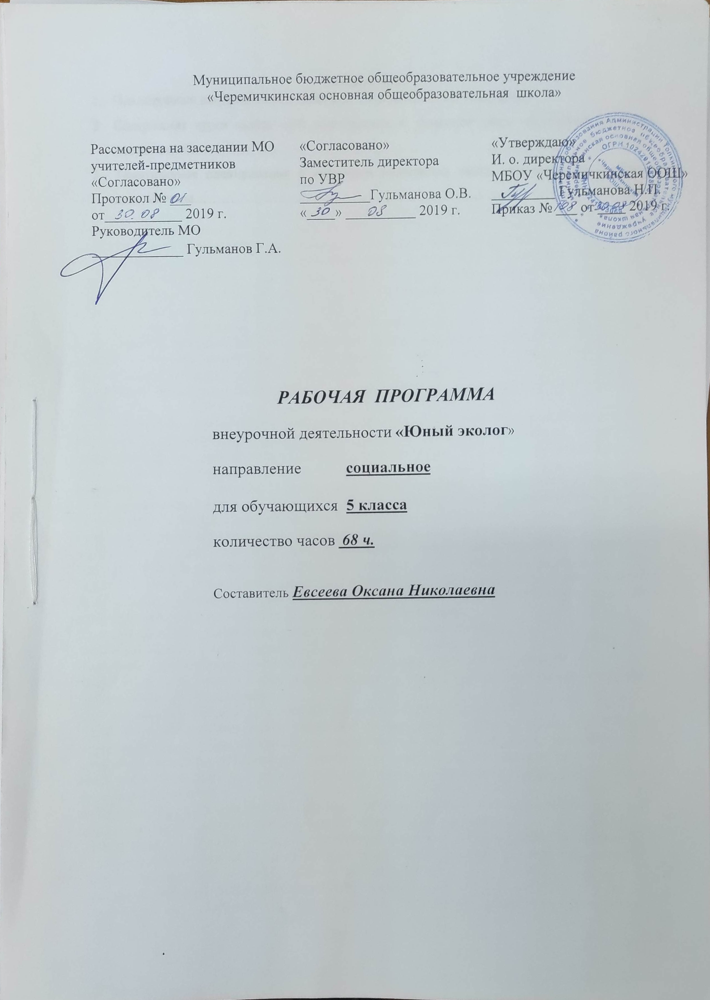 Муниципальное бюджетное общеобразовательное учреждение
«Черемичкинская основная общеобразовательная школа»
Рассмотрена на заседании МО
учителей-предметников
«Согласовано»
Протокол № 01
от 30.08 2019 г.
Руководитель МО
Гульманов Г.А.
«Согласовано»
Заместитель директора
по УВР
Гульманова О.В.
«30» 08 2019 г.
«Утверждаю»
И. о. директора
МБОУ «Черемичкинская ООШ»
Гульманова Н.П.
Приказ № 108 от 30.08 2019 г.
РАБОЧАЯ ПРОГРАММА
внеурочной деятельности «Юный эколог»
направление социальное
для обучающихся 5 класса
количество часов 68 ч.
Составитель Евсеева Оксана Николаевна